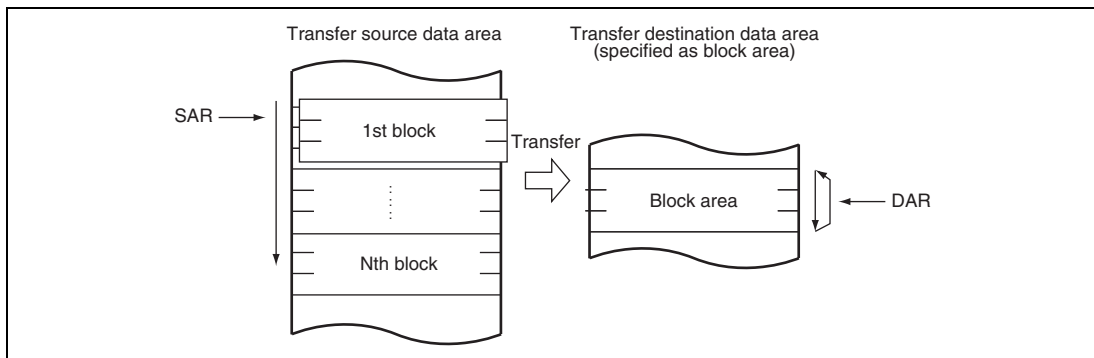 Transfer source data area
Transfer destination data area
(specified as block area)
SAR
1st block
Transfer
Block area
DAR
Nth block